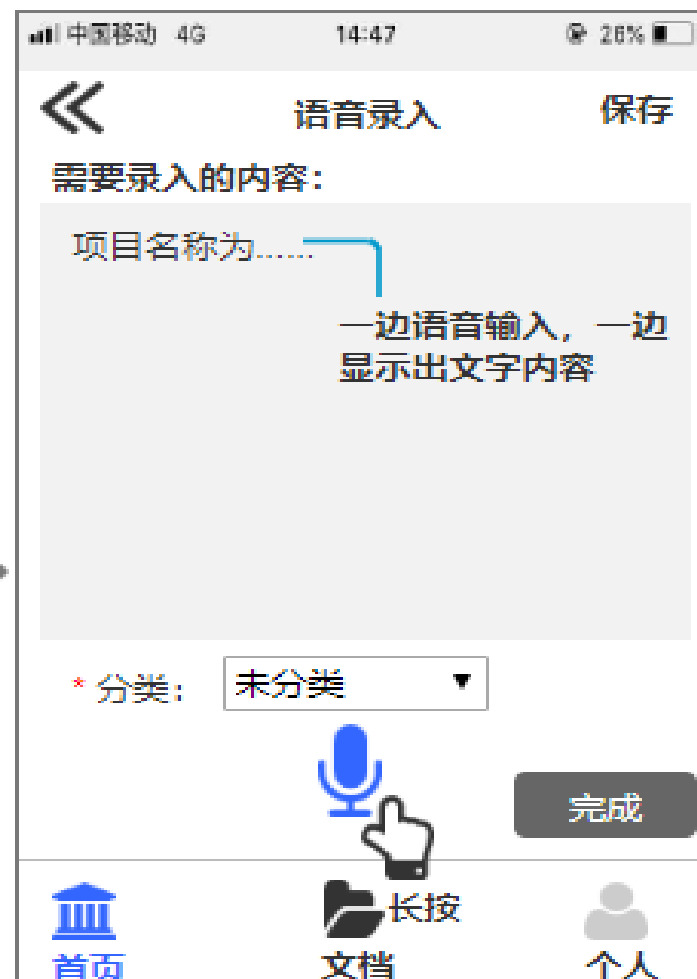 中国移动 4G 14:47 26%
语音录入 保存
需要录入的内容：
项目名称为......
一边语音输入，一边
显示出文字内容
* 分类： 未分类
完成
长按
首页 文档 个人